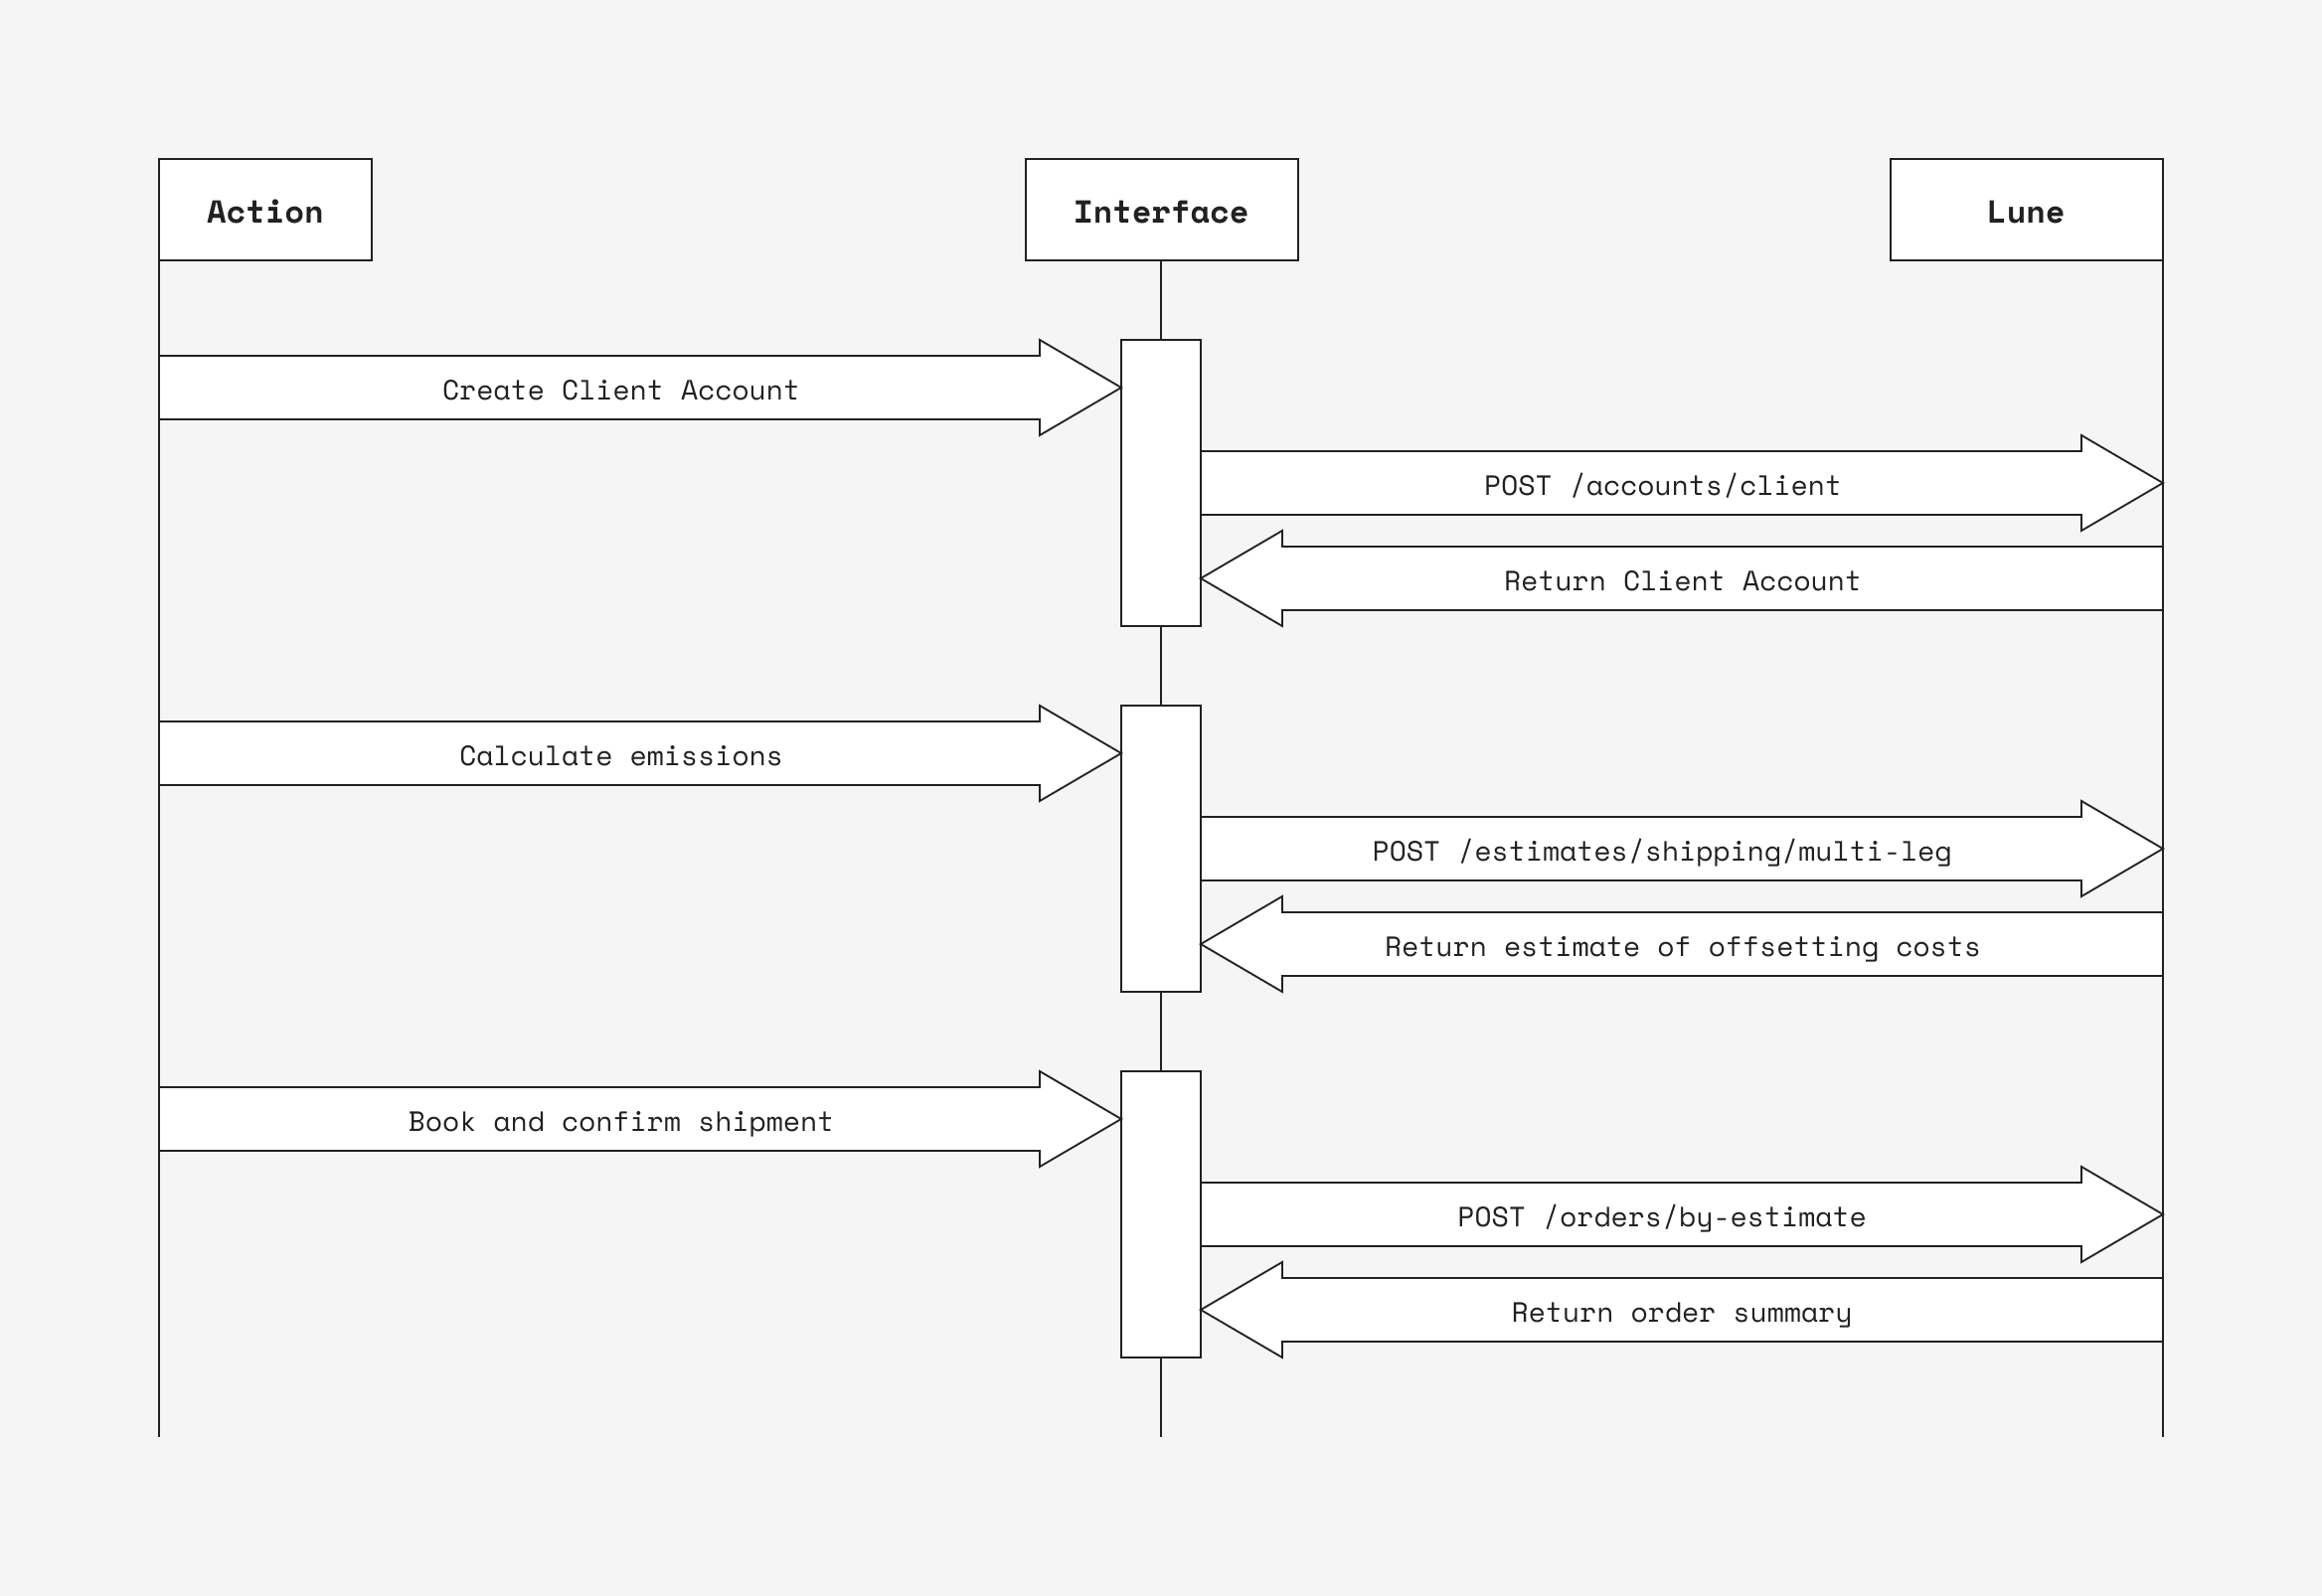 Action
Interface
Lune
Create Client Account
POST /accounts/client
Return Client Account
Calculate emissions
POST /estimates/shipping/multi-leg
Return estimate of offsetting costs
Book and confirm shipment
POST /orders/by-estimate
Return order summary